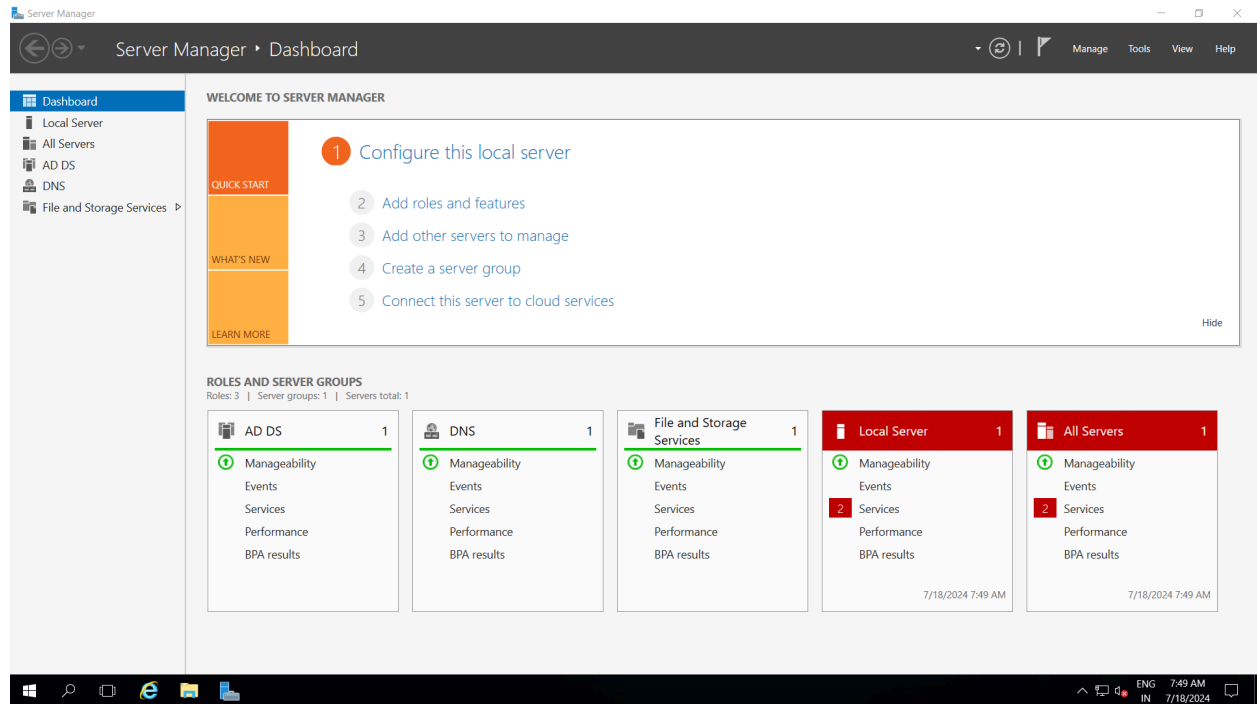 Server Manager
Server Manager ‣ Dashboard
Manage Tools View Help
Dashboard
Local Server
All Servers
AD DS
DNS
File and Storage Services
WELCOME TO SERVER MANAGER
QUICK START
WHAT'S NEW
LEARN MORE
1 Configure this local server
2 Add roles and features
3 Add other servers to manage
4 Create a server group
5 Connect this server to cloud services
Hide
ROLES AND SERVER GROUPS
Roles: 3 | Server groups: 1 | Servers total: 1
AD DS 1
Manageability
Events
Services
Performance
BPA results
DNS 1
Manageability
Events
Services
Performance
BPA results
File and Storage
Services 1
Manageability
Events
Services
Performance
BPA results
Local Server 1
Manageability
Events
2 Services
Performance
BPA results
7/18/2024 7:49 AM
All Servers 1
Manageability
Events
2 Services
Performance
BPA results
7/18/2024 7:49 AM
ENG
IN
7:49 AM
7/18/2024